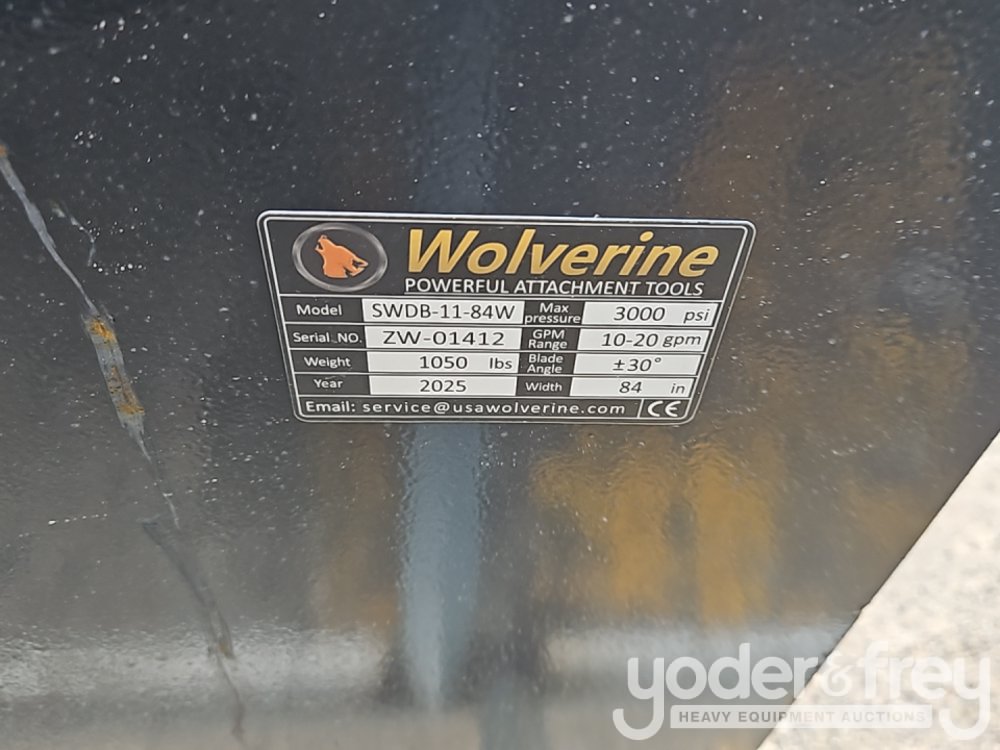 Wolverine
POWERFUL ATTACHMENT TOOLS
Model SWDB-11-84W Max pressure 3000 psi
Serial.NO. ZW-01412 GPM Range 10-20 gpm
Weight 1050 lbs Blade Angle ±30°
Year 2025 Width 84 in
Email: service@usawolverine.com CE
yoder&frey
HEAVY EQUIPMENT AUCTIONS